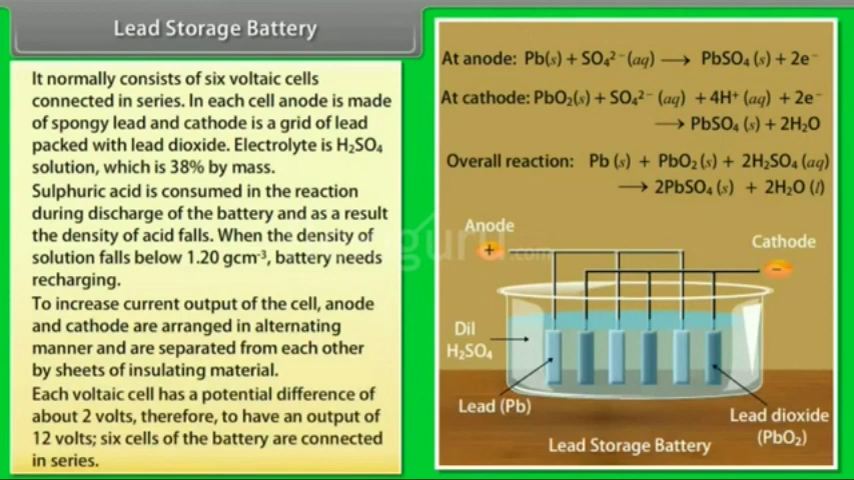 Lead Storage Battery
It normally consists of six voltaic cells
connected in series. In each cell anode is made
of spongy lead and cathode is a grid of lead
packed with lead dioxide. Electrolyte is H₂SO₄
solution, which is 38% by mass.
Sulphuric acid is consumed in the reaction
during discharge of the battery and as a result
the density of acid falls. When the density of
solution falls below 1.20 gcm⁻³, battery needs
recharging.
To increase current output of the cell, anode
and cathode are arranged in alternating
manner and are separated from each other
by sheets of insulating material.
Each voltaic cell has a potential difference of
about 2 volts, therefore, to have an output of
12 volts; six cells of the battery are connected
in series.
At anode: Pb(s) + SO₄²⁻ (aq) ⟶ PbSO₄ (s) + 2e⁻
At cathode: PbO₂(s) + SO₄²⁻ (aq) + 4H⁺ (aq) + 2e⁻
⟶ PbSO₄ (s) + 2H₂O
Overall reaction: Pb (s) + PbO₂ (s) + 2H₂SO₄ (aq)
⟶ 2PbSO₄ (s) + 2H₂O (l)
Anode
+
Cathode
−
Dil
H₂SO₄
Lead (Pb)
Lead dioxide
(PbO₂)
Lead Storage Battery